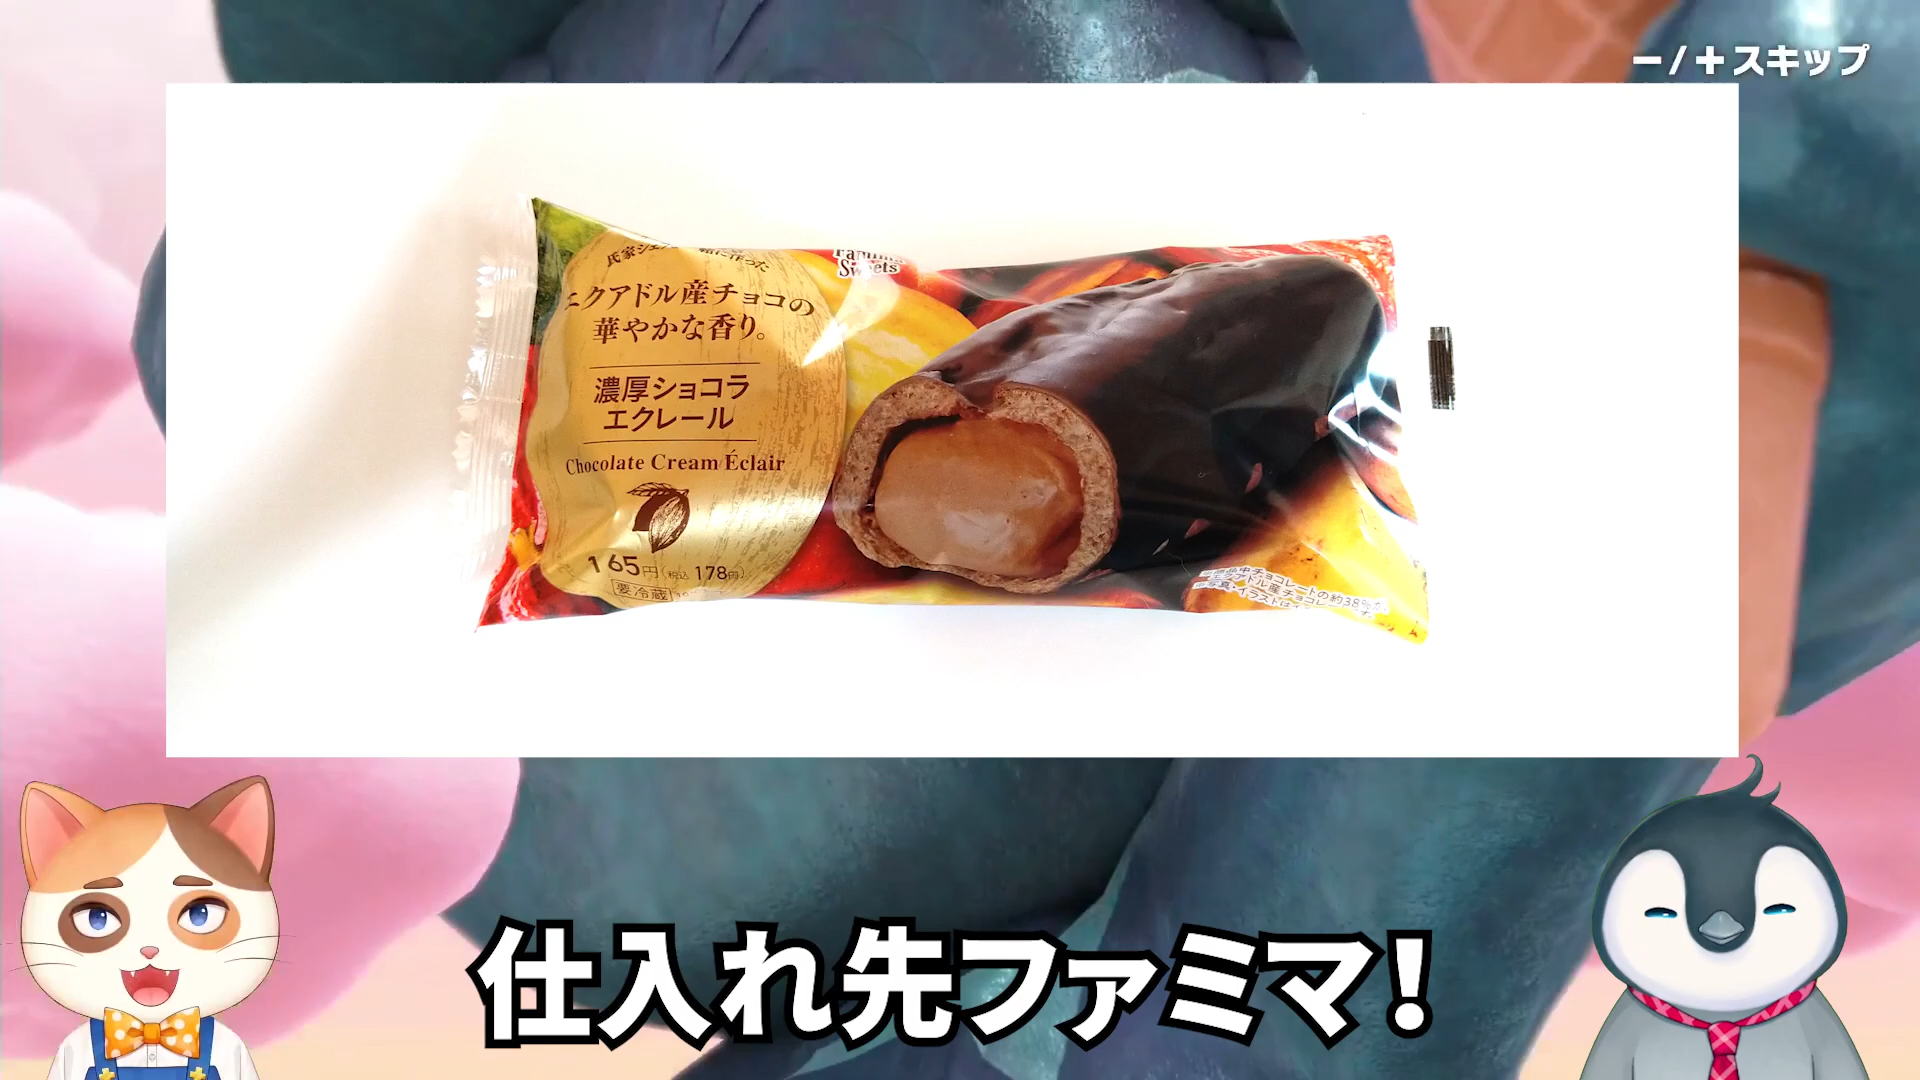 ー/＋スキップ
Sweets
エクアドル産チョコの
華やかな香り。
濃厚ショコラ
エクレール
Chocolate Cream Éclair
165円(税込178円)
要冷蔵
仕入れ先ファミマ!